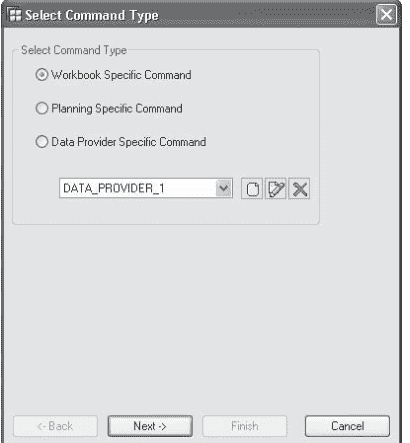 Select Command Type
Select Command Type
Workbook Specific Command
Planning Specific Command
Data Provider Specific Command
DATA_PROVIDER_1
<- Back
Next ->
Finish
Cancel